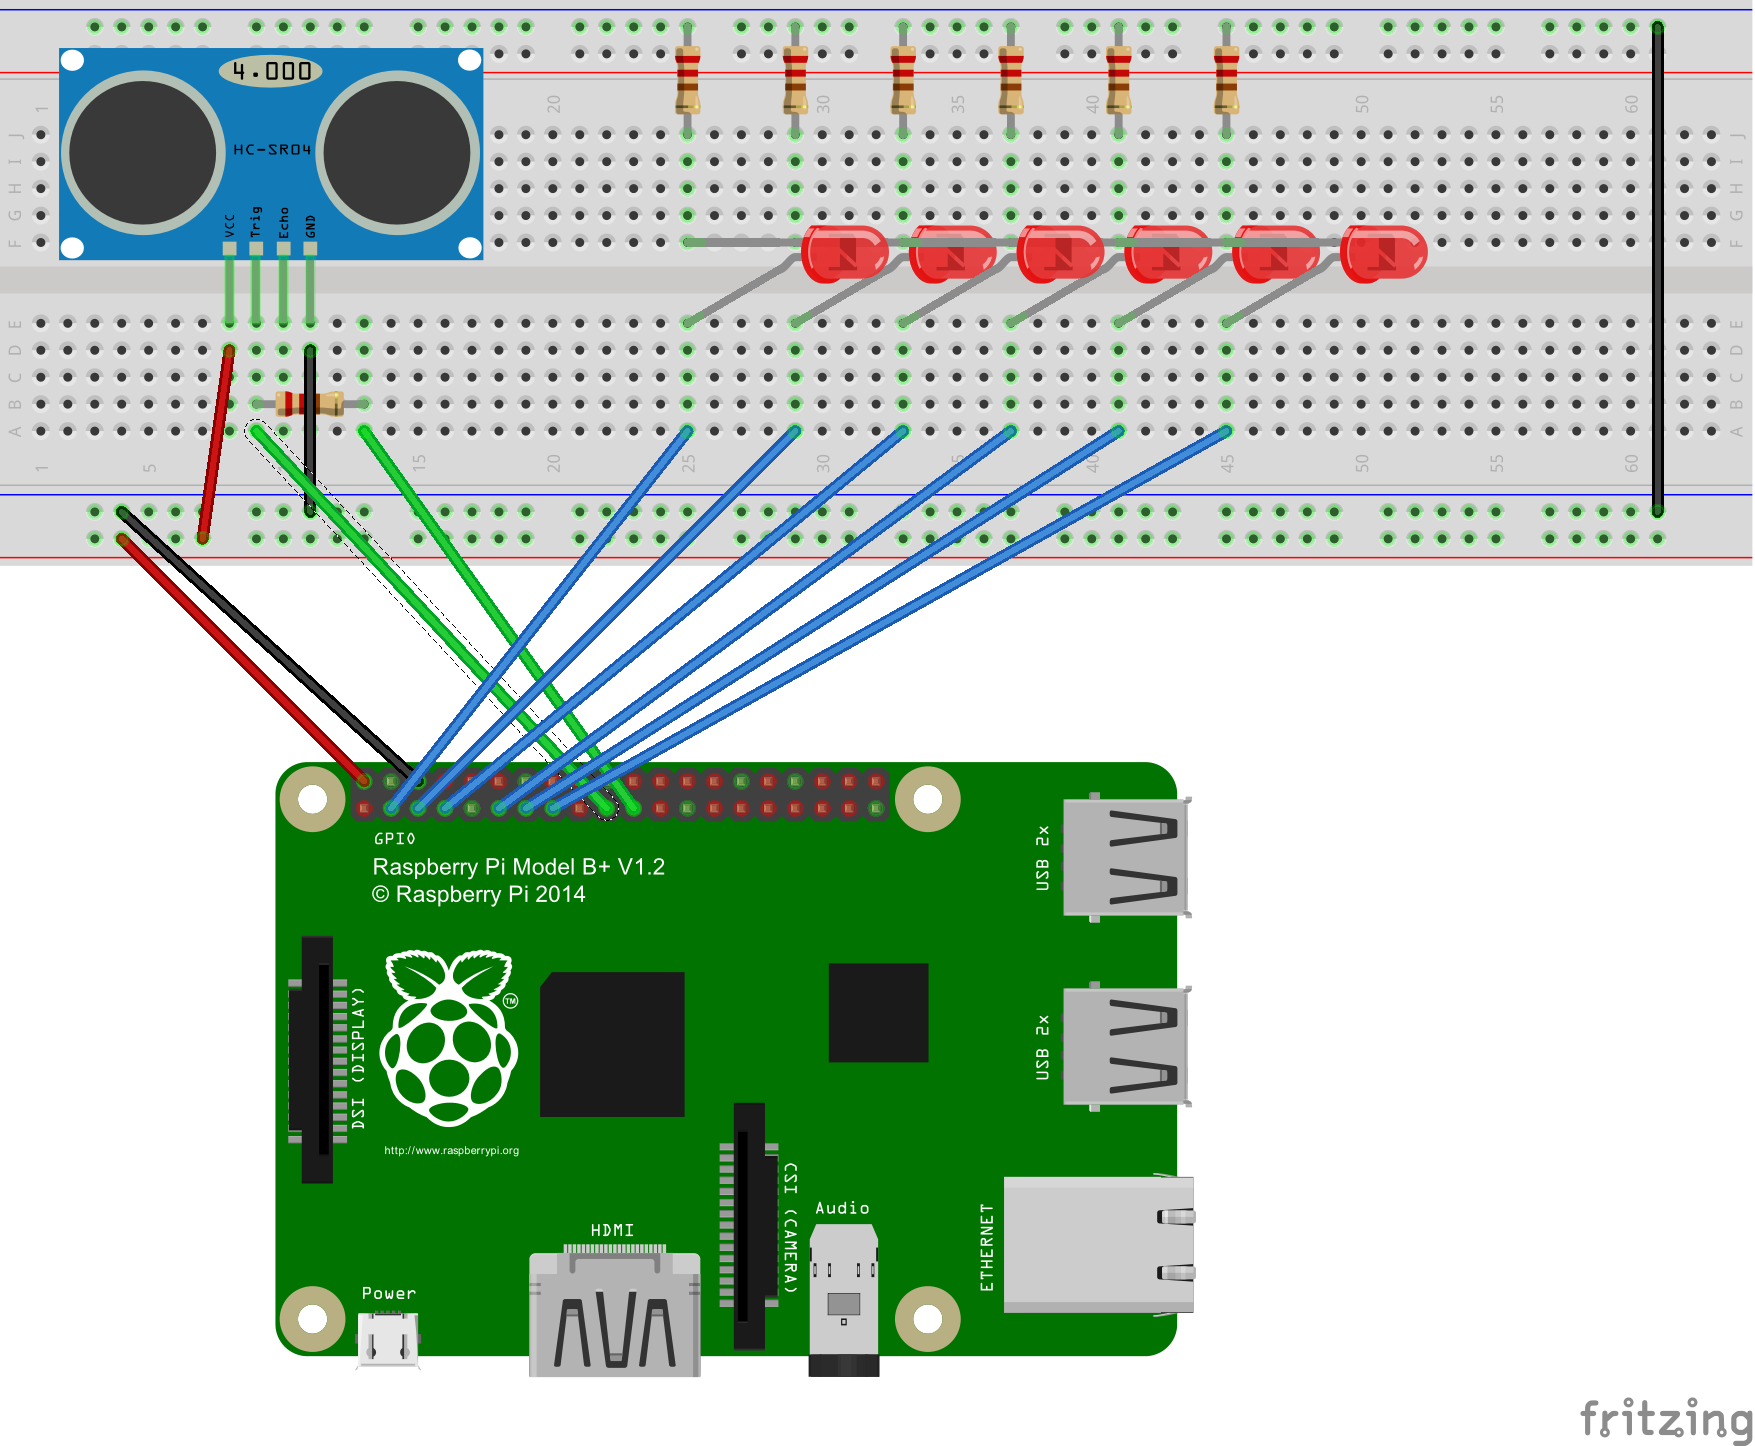 4.000
1 20 30 35 40 50 55 60
J J
I I
H H
G G
F F
HC-SR04
VCC Trig Echo GND
E E
D D
C C
B B
A A
1 5 15 20 25 30 35 40 45 50 55 60
GPIO
Raspberry Pi Model B+ V1.2
© Raspberry Pi 2014
USB 2x
TM
DSI (DISPLAY)
USB 2x
http://www.raspberrypi.org
CSI (CAMERA)
Audio
ETHERNET
HDMI
Power
fritzing